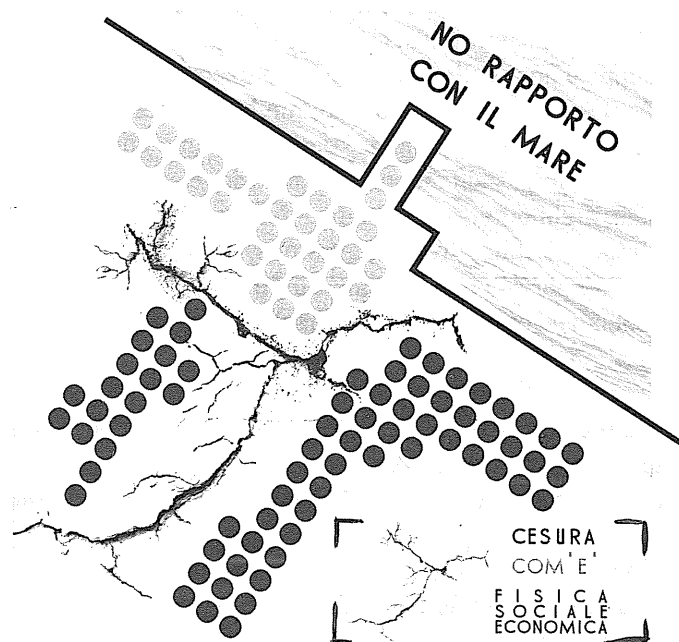 NO RAPPORTO
CON IL MARE
CESURA
COM'E'
FISICA
SOCIALE
ECONOMICA